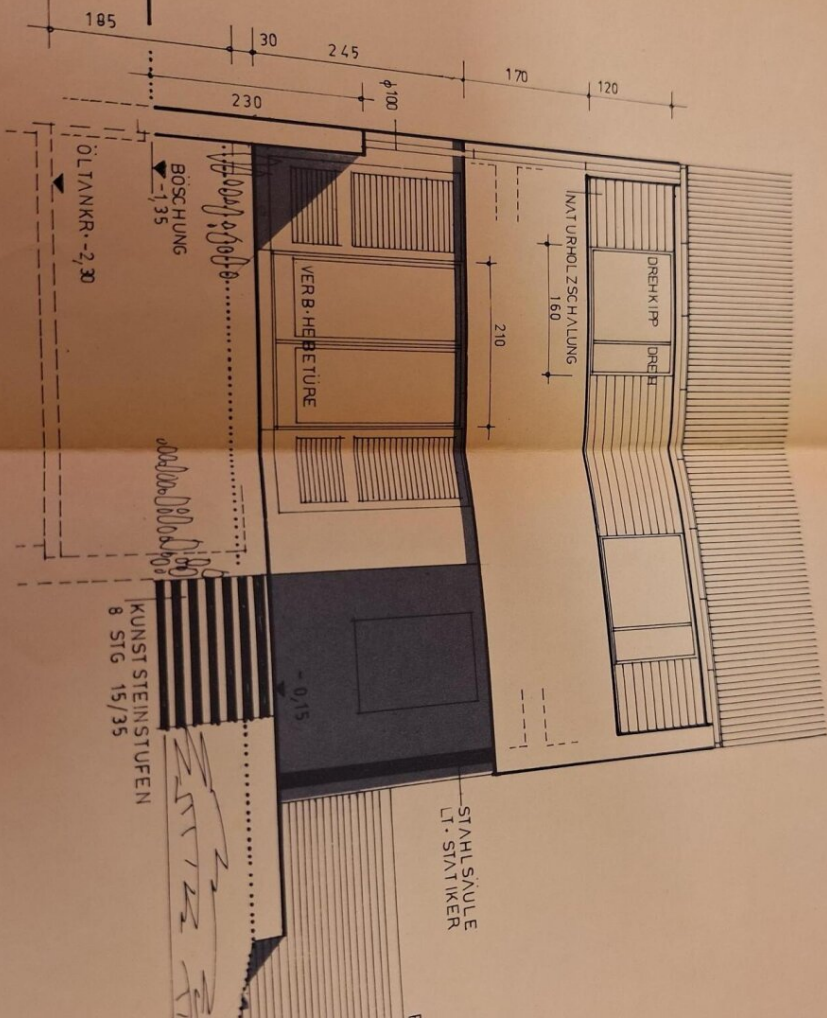 185
30
245
170
120
230
ϕ100
ÖLTANKR·-2,30
BÖSCHUNG
-1,35
NATURHOLZSCHALUNG
160
DREHKIPP
DREH
210
VERB·HEBETÜRE
KUNSTSTEINSTUFEN
8 STG 15/35
- 0,15
STAHLSÄULE
LT· STATIKER